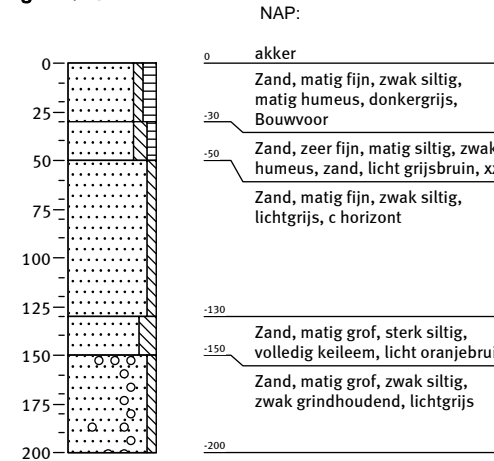 NAP:
0 akker
0
Zand, matig fijn, zwak siltig,
matig humeus, donkergrijs,
Bouwvoor
25
-30
Zand, zeer fijn, matig siltig, zwak
humeus, zand, licht grijsbruin,
50
-50
Zand, matig fijn, zwak siltig,
lichtgrijs, c horizont
75
100
125
-130
Zand, matig grof, sterk siltig,
volledig keileem, licht
150
-150
Zand, matig grof, zwak siltig,
zwak grindhoudend, lichtgrijs
175
200
-200